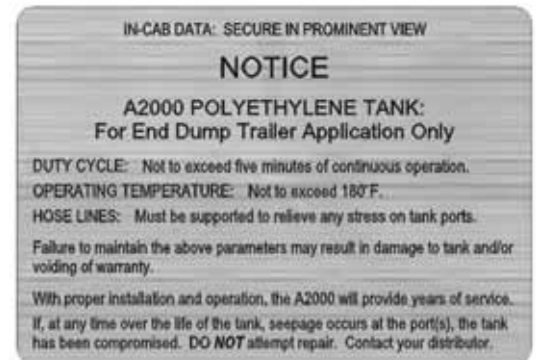 IN-CAB DATA: SECURE IN PROMINENT VIEW
NOTICE
A2000 POLYETHYLENE TANK:
For End Dump Trailer Application Only
DUTY CYCLE: Not to exceed five minutes of continuous operation.
OPERATING TEMPERATURE: Not to exceed 180°F.
HOSE LINES: Must be supported to relieve any stress on tank ports.
Failure to maintain the above parameters may result in damage to tank and/or
voiding of warranty.
With proper installation and operation, the A2000 will provide years of service.
If, at any time over the life of the tank, seepage occurs at the port(s), the tank
has been compromised. DO NOT attempt repair. Contact your distributor.